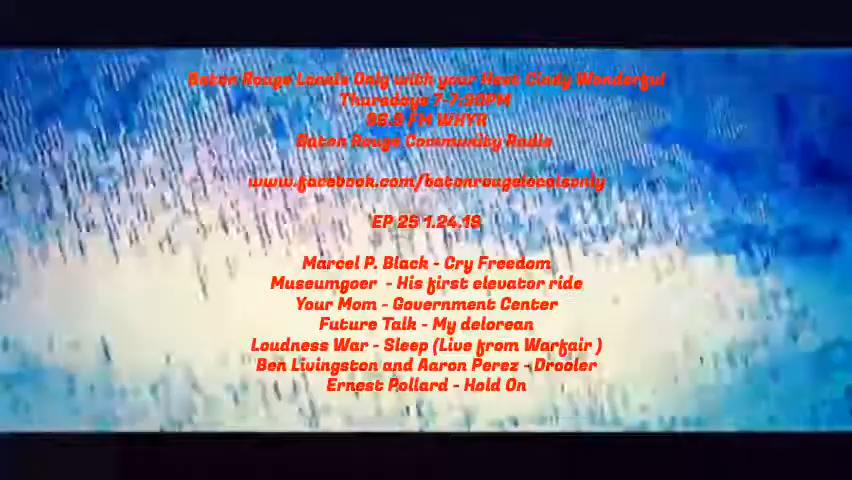 Baton Rouge Locals Only with your Host Cindy Wonderful
Thursdays 7-7:30PM
96.9 FM WHYR
Baton Rouge Community Radio
www.facebook.com/batonrougelocalsonly
EP 25 1.24.19
Marcel P. Black - Cry Freedom
Museumgoer - His first elevator ride
Your Mom - Government Center
Future Talk - My delorean
Loudness War - Sleep (Live from Warfair )
Ben Livingston and Aaron Perez - Drooler
Ernest Pollard - Hold On